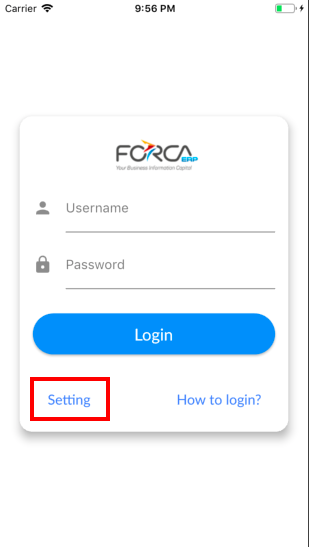 Carrier 9:56 PM
FORCA ERP
Your Business Information Capital
Username
Password
Login
Setting How to login?